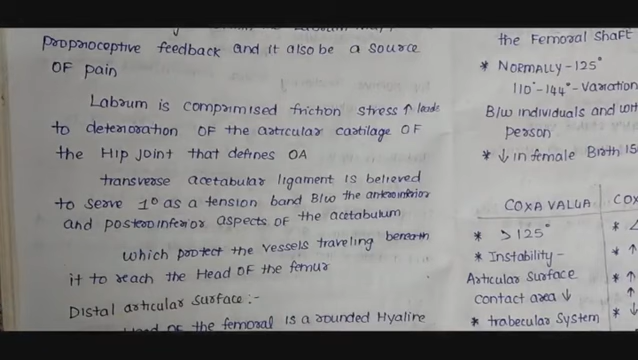 proprioceptive feedback and it also be a source
OF pain
Labrum is comprimised friction stress ↑ leads
to deterioration OF the articular cartilage OF
the Hip joint that defines OA
transverse acetabular ligament is believed
to serve 1° as a tension band B/w the anteroinferior
and posteroinferior aspects OF the acetabulum
which protect the vessels traveling beneath
it to reach the Head OF the femur
Distal articular surface :-
OF the femoral is a rounded Hyaline
the Femoral Shaft
* NORMALLY - 125°
110° - 144° - Variation
B/w individuals and
person
* ↓ in female Birth
COXA VALUA
* > 125°
* Instability -
Articular Surface
contact area ↓
* trabecular System
* ↑
↑
↑
* ↓